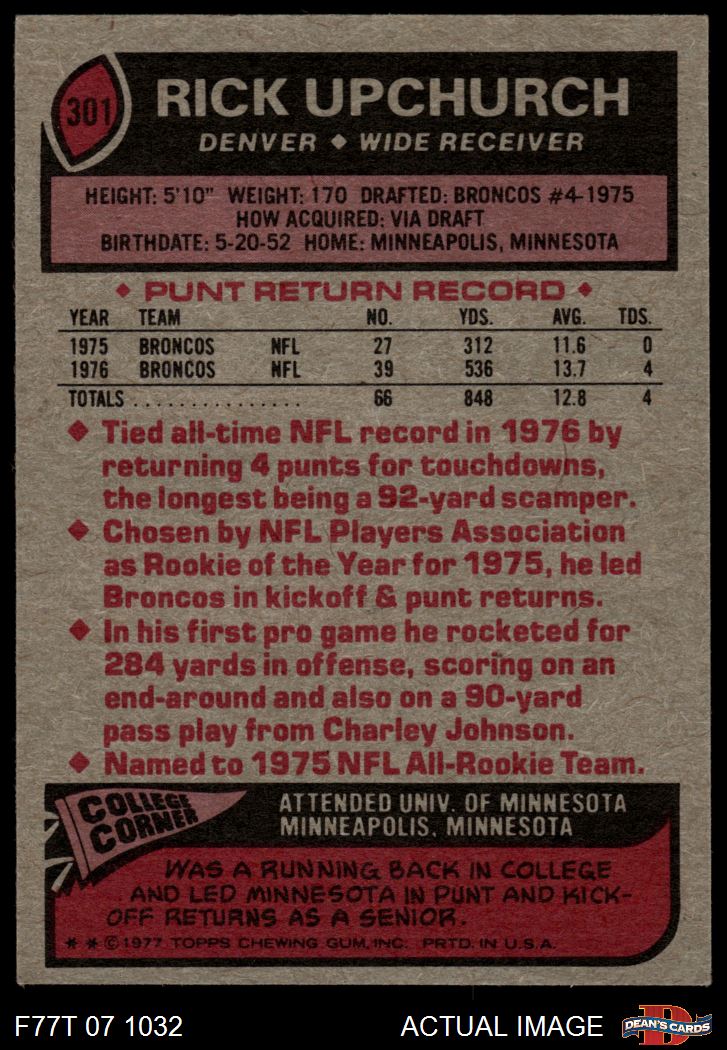 301
RICK UPCHURCH
DENVER ◆ WIDE RECEIVER
HEIGHT: 5'10" WEIGHT: 170 DRAFTED: BRONCOS #4-1975
HOW ACQUIRED: VIA DRAFT
BIRTHDATE: 5-20-52 HOME: MINNEAPOLIS, MINNESOTA
◆ PUNT RETURN RECORD ◆
YEAR TEAM NO. YDS. AVG. TDS.
1975 BRONCOS NFL 27 312 11.6 0
1976 BRONCOS NFL 39 536 13.7 4
TOTALS ................ 66 848 12.8 4
◆ Tied all-time NFL record in 1976 by
returning 4 punts for touchdowns,
the longest being a 92-yard scamper.
◆ Chosen by NFL Players Association
as Rookie of the Year for 1975, he led
Broncos in kickoff & punt returns.
◆ In his first pro game he rocketed for
284 yards in offense, scoring on an
end-around and also on a 90-yard
pass play from Charley Johnson.
◆ Named to 1975 NFL All-Rookie Team.
COLLEGE
CORNER
ATTENDED UNIV. OF MINNESOTA
MINNEAPOLIS, MINNESOTA
WAS A RUNNING BACK IN COLLEGE
AND LED MINNESOTA IN PUNT AND KICK-
OFF RETURNS AS A SENIOR.
* * © 1977 TOPPS CHEWING GUM, INC. PRTD. IN U.S.A.
F77T 07 1032 ACTUAL IMAGE
D
DEAN'S CARDS